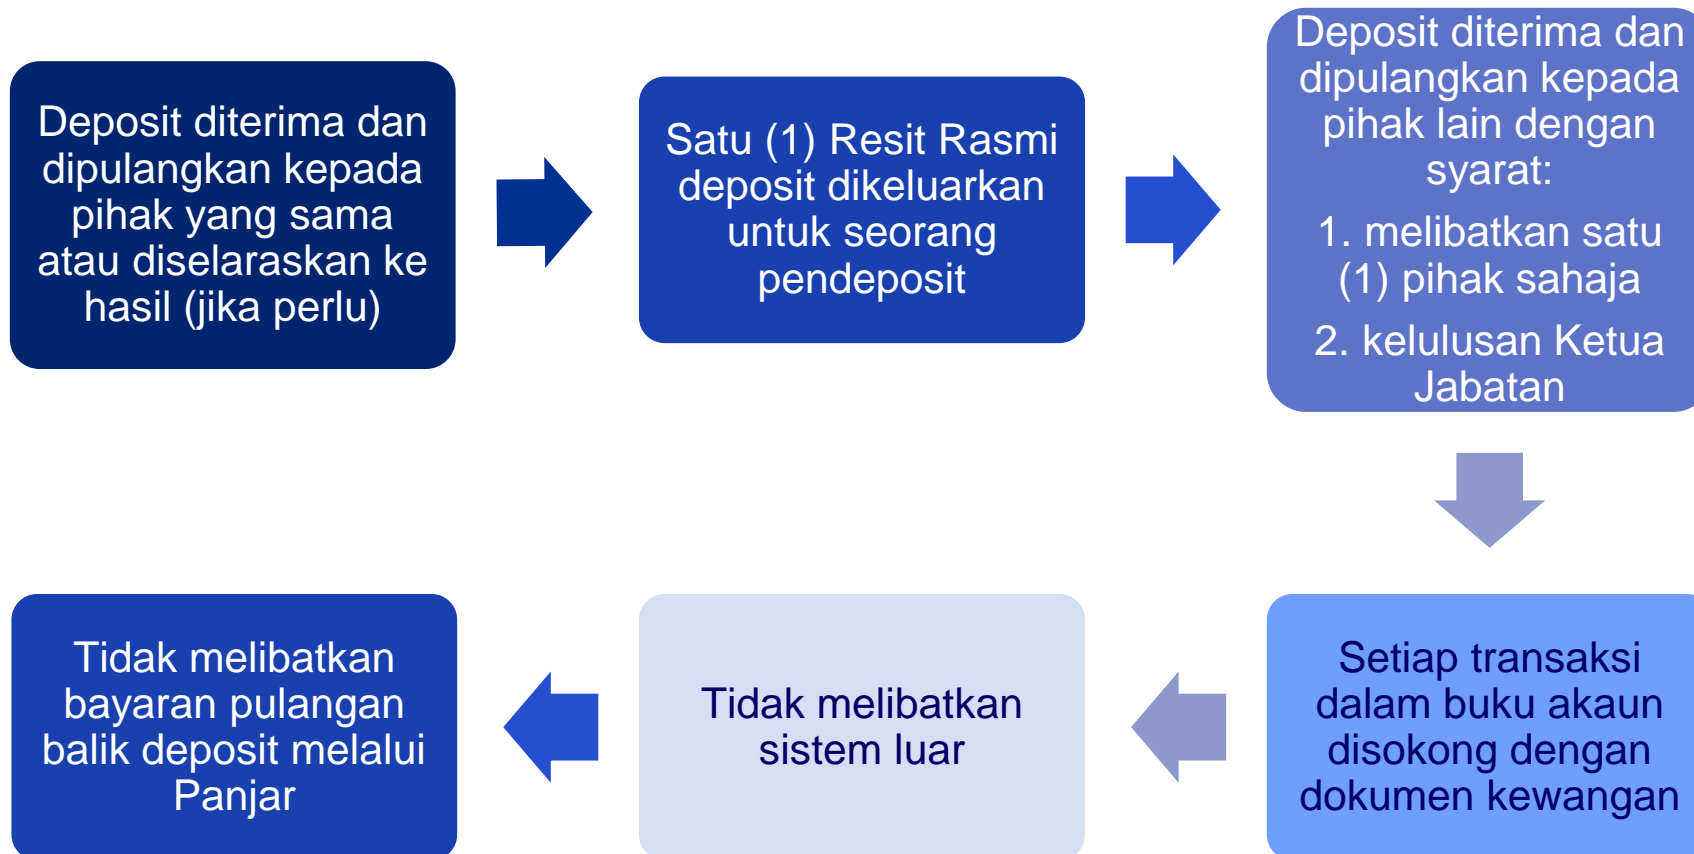 Deposit diterima dan
dipulangkan kepada
pihak yang sama
atau diselaraskan ke
hasil (jika perlu)
Satu (1) Resit Rasmi
deposit dikeluarkan
untuk seorang
pendeposit
Deposit diterima dan
dipulangkan kepada
pihak lain dengan
syarat:
1. melibatkan satu
(1) pihak sahaja
2. kelulusan Ketua
Jabatan
Setiap transaksi
dalam buku akaun
disokong dengan
dokumen kewangan
Tidak melibatkan
sistem luar
Tidak melibatkan
bayaran pulangan
balik deposit melalui
Panjar